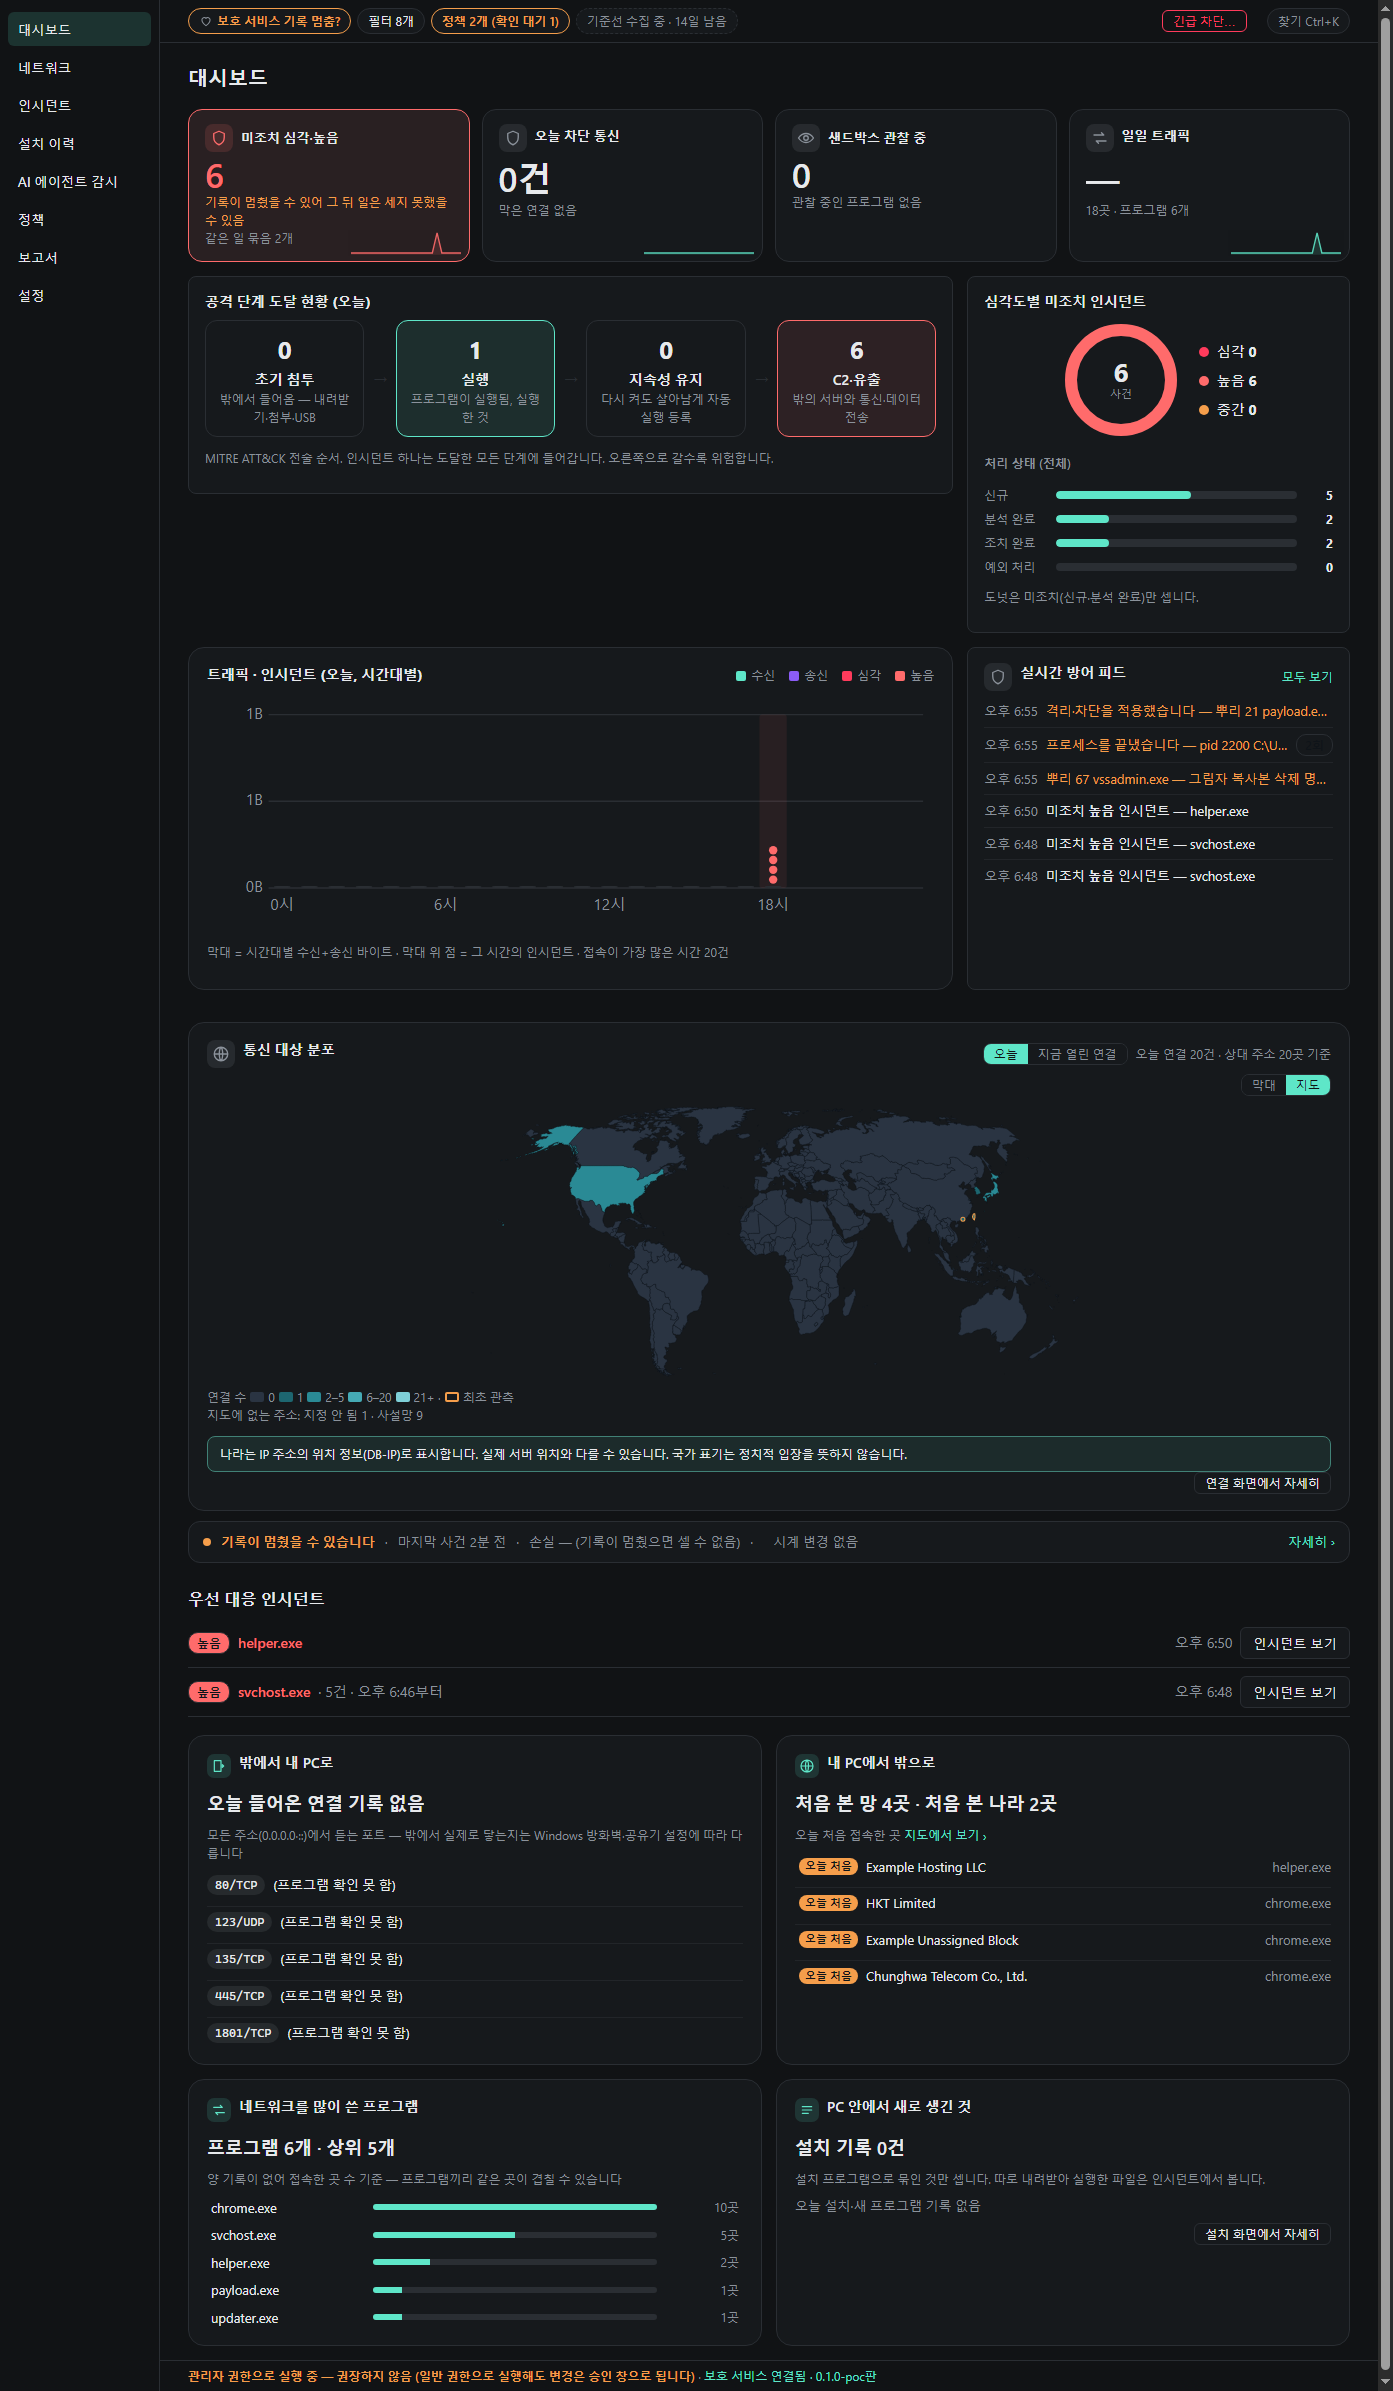 대시보드
네트워크
인시던트
설치 이력
AI 에이전트 감시
정책
보고서
설정
보호 서비스 기록 멈춤?
필터 8개
정책 2개 (확인 대기 1)
기준선 수집 중 · 14일 남음
긴급 차단...
찾기 Ctrl+K
대시보드
미조치 심각·높음
6
기록이 멈췄을 수 있어 그 뒤 일은 세지 못했을
수 있음
같은 일 묶음 2개
오늘 차단 통신
0건
막은 연결 없음
샌드박스 관찰 중
0
관찰 중인 프로그램 없음
일일 트래픽
—
18곳 · 프로그램 6개
공격 단계 도달 현황 (오늘)
0
초기 침투
밖에서 들어옴 — 내려받
기·첨부·USB
→
1
실행
프로그램이 실행됨, 실행
한 것
→
0
지속성 유지
다시 켜도 살아남게 자동
실행 등록
→
6
C2·유출
밖의 서버와 통신·데이터
전송
MITRE ATT&CK 전술 순서. 인시던트 하나는 도달한 모든 단계에 들어갑니다. 오른쪽으로 갈수록 위험합니다.
심각도별 미조치 인시던트
6
사건
심각 0
높음 6
중간 0
처리 상태 (전체)
신규 5
분석 완료 2
조치 완료 2
예외 처리 0
도넛은 미조치(신규·분석 완료)만 셉니다.
트래픽 · 인시던트 (오늘, 시간대별)
수신 송신 심각 높음
1B
1B
0B
0시 6시 12시 18시
막대 = 시간대별 수신+송신 바이트 · 막대 위 점 = 그 시간의 인시던트 · 접속이 가장 많은 시간 20건
실시간 방어 피드
모두 보기
오후 6:55 격리·차단을 적용했습니다 — 뿌리 21 payload.e...
오후 6:55 프로세스를 끝냈습니다 — pid 2200 C:\U...
오후 6:55 뿌리 67 vssadmin.exe — 그림자 복사본 삭제 명...
오후 6:50 미조치 높음 인시던트 — helper.exe
오후 6:48 미조치 높음 인시던트 — svchost.exe
오후 6:48 미조치 높음 인시던트 — svchost.exe
통신 대상 분포
오늘 지금 열린 연결 오늘 연결 20건 · 상대 주소 20곳 기준
막대 지도
연결 수 0 1 2–5 6–20 21+ · 최초 관측
지도에 없는 주소: 지정 안 됨 1 · 사설망 9
나라는 IP 주소의 위치 정보(DB-IP)로 표시합니다. 실제 서버 위치와 다를 수 있습니다. 국가 표기는 정치적 입장을 뜻하지 않습니다.
연결 화면에서 자세히
기록이 멈췄을 수 있습니다 · 마지막 사건 2분 전 · 손실 — (기록이 멈췄으면 셀 수 없음) · 시계 변경 없음
자세히 ›
우선 대응 인시던트
높음 helper.exe 오후 6:50 인시던트 보기
높음 svchost.exe · 5건 · 오후 6:46부터 오후 6:48 인시던트 보기
밖에서 내 PC로
오늘 들어온 연결 기록 없음
모든 주소(0.0.0.0·::)에서 듣는 포트 — 밖에서 실제로 닿는지는 Windows 방화벽·공유기 설정에 따라 다
릅니다
80/TCP (프로그램 확인 못 함)
123/UDP (프로그램 확인 못 함)
135/TCP (프로그램 확인 못 함)
445/TCP (프로그램 확인 못 함)
1801/TCP (프로그램 확인 못 함)
내 PC에서 밖으로
처음 본 망 4곳 · 처음 본 나라 2곳
오늘 처음 접속한 곳 지도에서 보기 ›
오늘 처음 Example Hosting LLC helper.exe
오늘 처음 HKT Limited chrome.exe
오늘 처음 Example Unassigned Block chrome.exe
오늘 처음 Chunghwa Telecom Co., Ltd. chrome.exe
네트워크를 많이 쓴 프로그램
프로그램 6개 · 상위 5개
양 기록이 없어 접속한 곳 수 기준 — 프로그램끼리 같은 곳이 겹칠 수 있습니다
chrome.exe 10곳
svchost.exe 5곳
helper.exe 2곳
payload.exe 1곳
updater.exe 1곳
PC 안에서 새로 생긴 것
설치 기록 0건
설치 프로그램으로 묶인 것만 셉니다. 따로 내려받아 실행한 파일은 인시던트에서 봅니다.
오늘 설치·새 프로그램 기록 없음
설치 화면에서 자세히
관리자 권한으로 실행 중 — 권장하지 않음 (일반 권한으로 실행해도 변경은 승인 창으로 됩니다) · 보호 서비스 연결됨 · 0.1.0-poc판